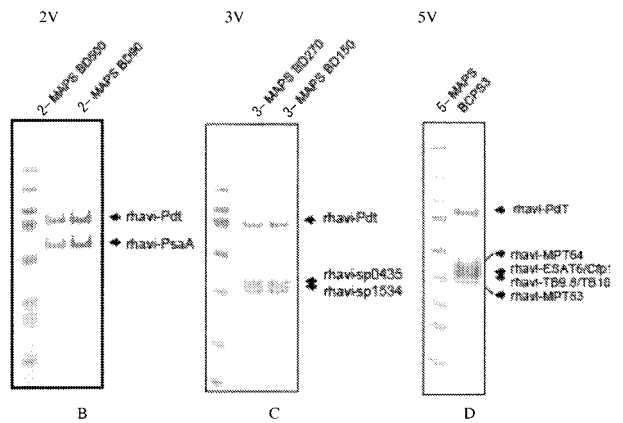 2V
3V
5V
2- MAPS BD500
2- MAPS BD90
3- MAPS BD270
3- MAPS BD150
5- MAPS
BCPS3
rhavi-Pdt
rhavi-PsaA
rhavi-Pdt
rhavi-sp0435
rhavi-sp1534
rhavi-PdT
rhavi-MPT64
rhavi-ESAT6/Cfp1
rhavi-TB9.8/TB10
rhavi-MPT83
B
C
D